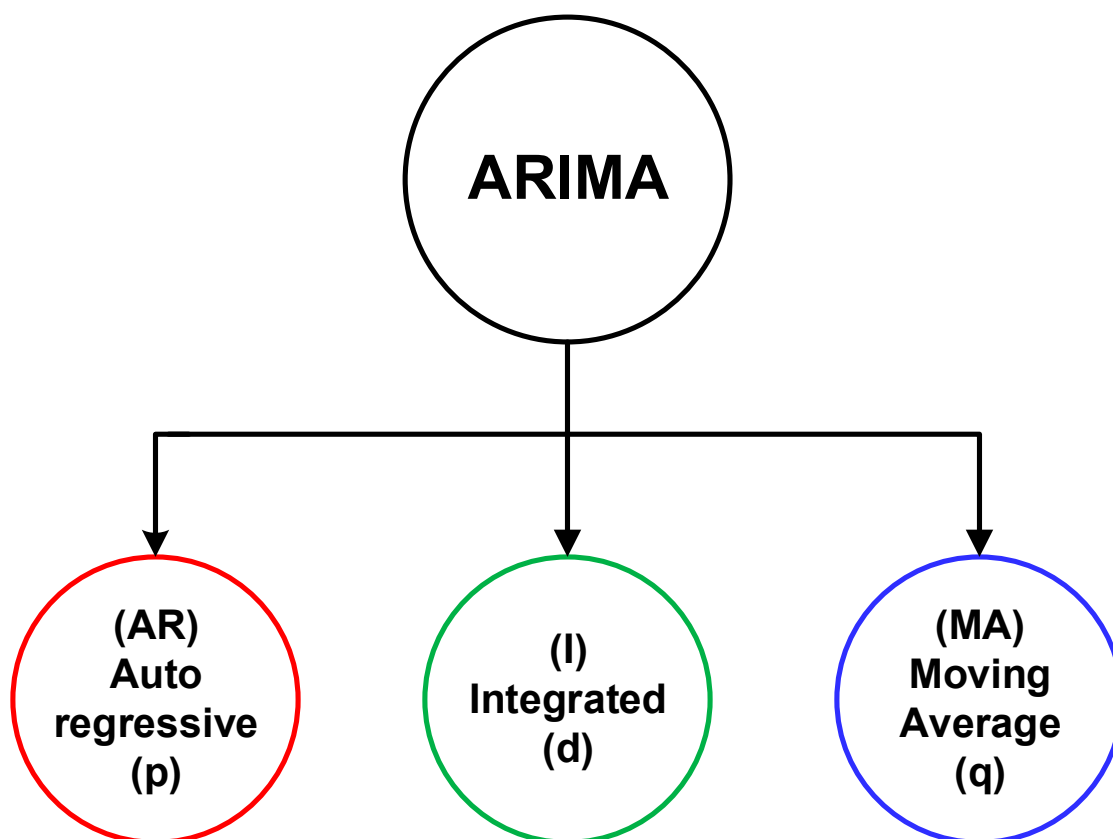 ARIMA
(AR)
Auto
regressive
(p)
(I)
Integrated
(d)
(MA)
Moving
Average
(q)